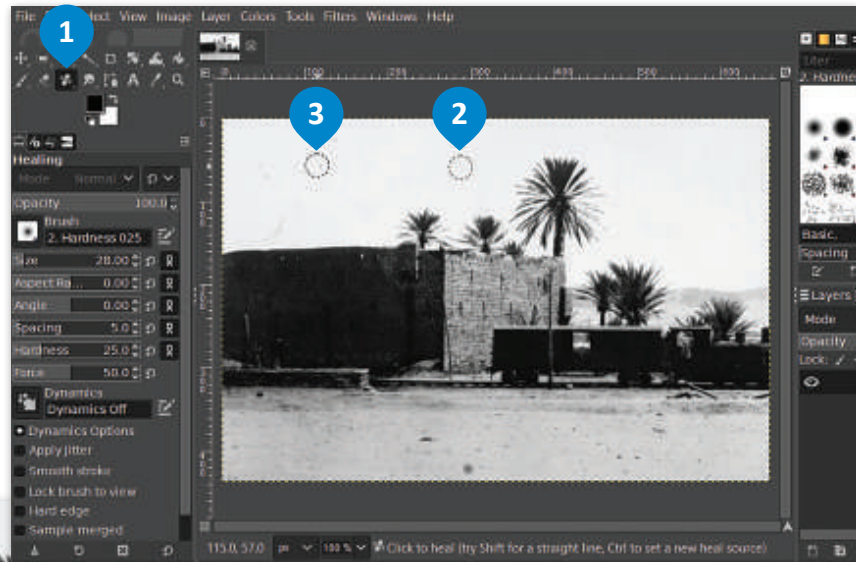 File Select View Image Layer Colors Tools Filters Windows Help
1
3
2
Healing
Mode Normal
Opacity 100.0
Brush
2. Hardness 025
Size 28.00
Aspect Ra... 0.00
Angle 0.00
Spacing 5.0
Hardness 25.0
Force 50.0
Dynamics
Dynamics Off
Dynamics Options
Apply Jitter
Smooth stroke
Lock brush to view
Hard edge
Sample merged
115.0, 57.0 px 100 % Click to heal (try Shift for a straight line, Ctrl to set a new heal source)
2. Hardne
Basic,
Spacing
Layers
Mode
Opacity
Lock: